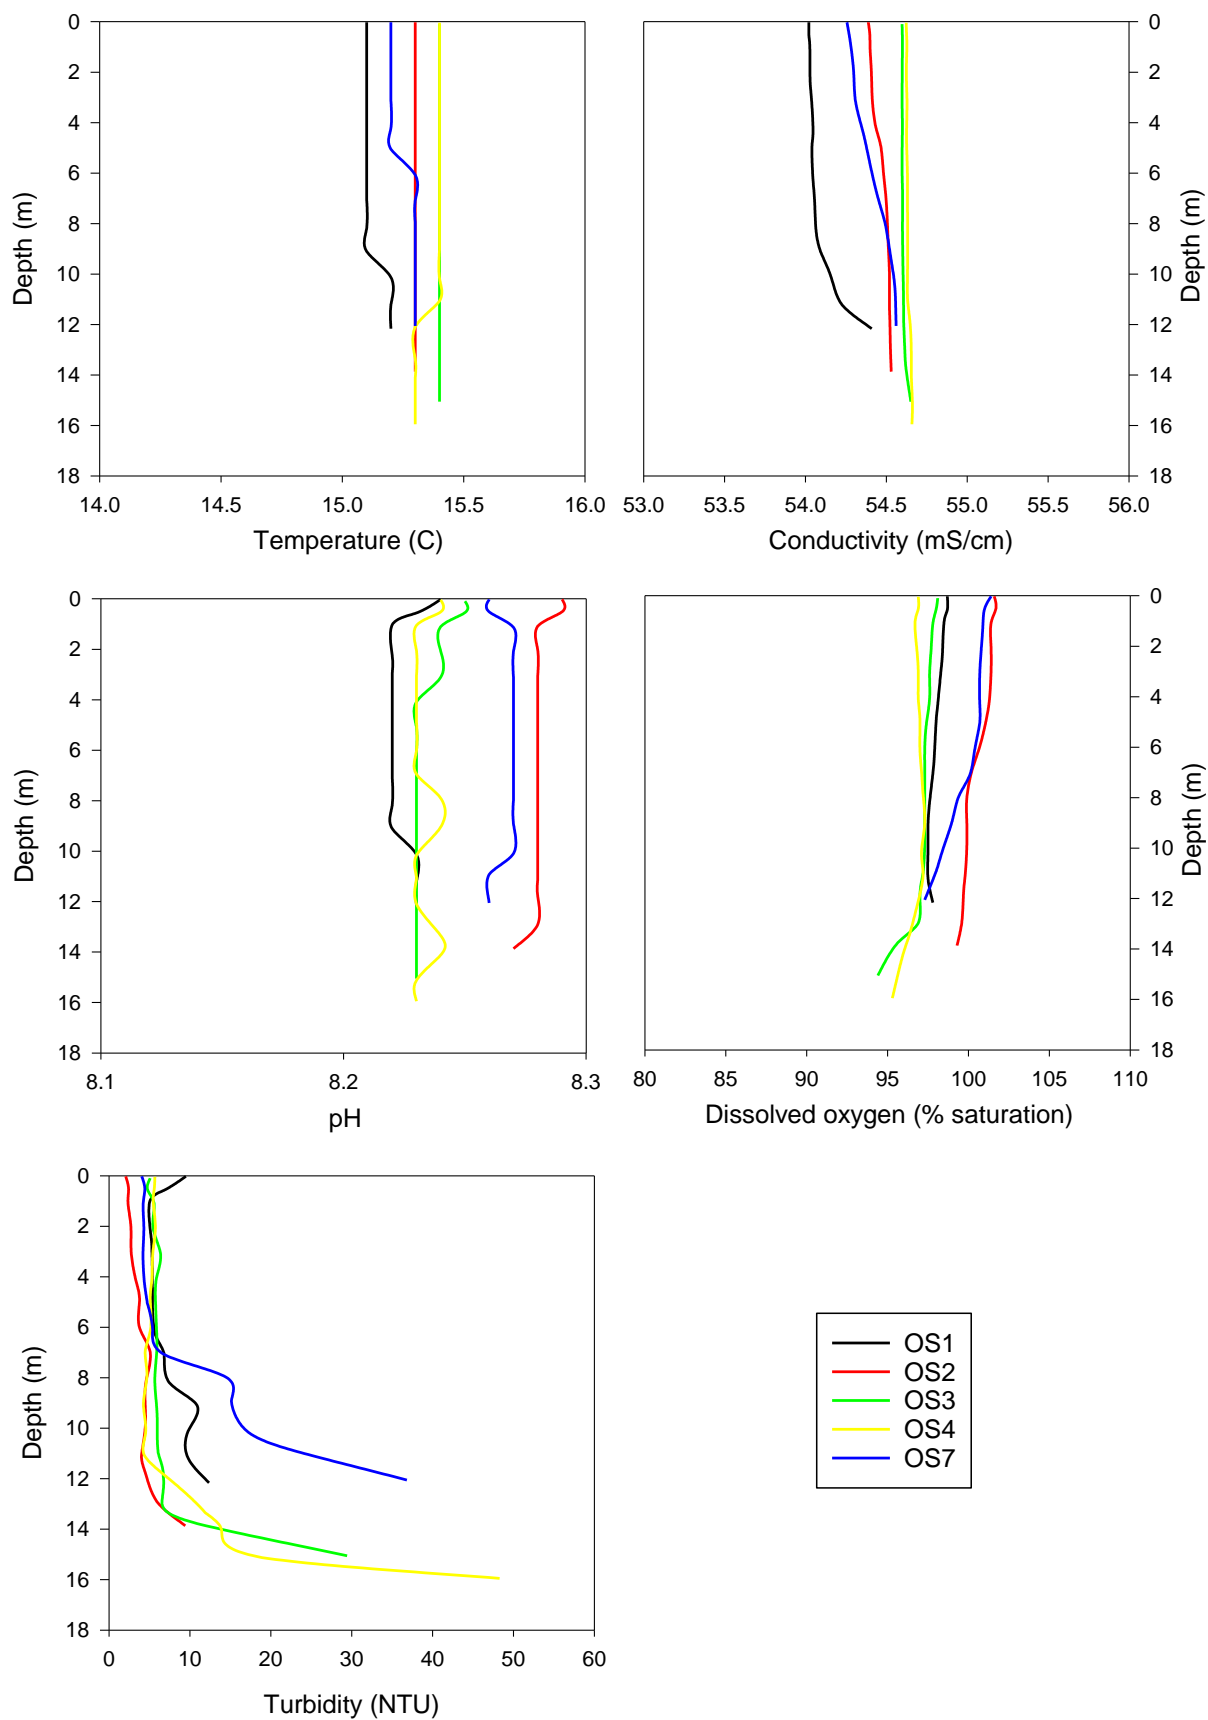 0
2
4
6
8
10
12
14
16
18
Depth (m)
14.0 14.5 15.0 15.5 16.0
Temperature (C)
0
2
4
6
8
10
12
14
16
18
Depth (m)
53.0 53.5 54.0 54.5 55.0 55.5 56.0
Conductivity (mS/cm)
0
2
4
6
8
10
12
14
16
18
Depth (m)
8.1 8.2 8.3
pH
0
2
4
6
8
10
12
14
16
18
Depth (m)
80 85 90 95 100 105 110
Dissolved oxygen (% saturation)
0
2
4
6
8
10
12
14
16
18
Depth (m)
0 10 20 30 40 50 60
Turbidity (NTU)
OS1
OS2
OS3
OS4
OS7